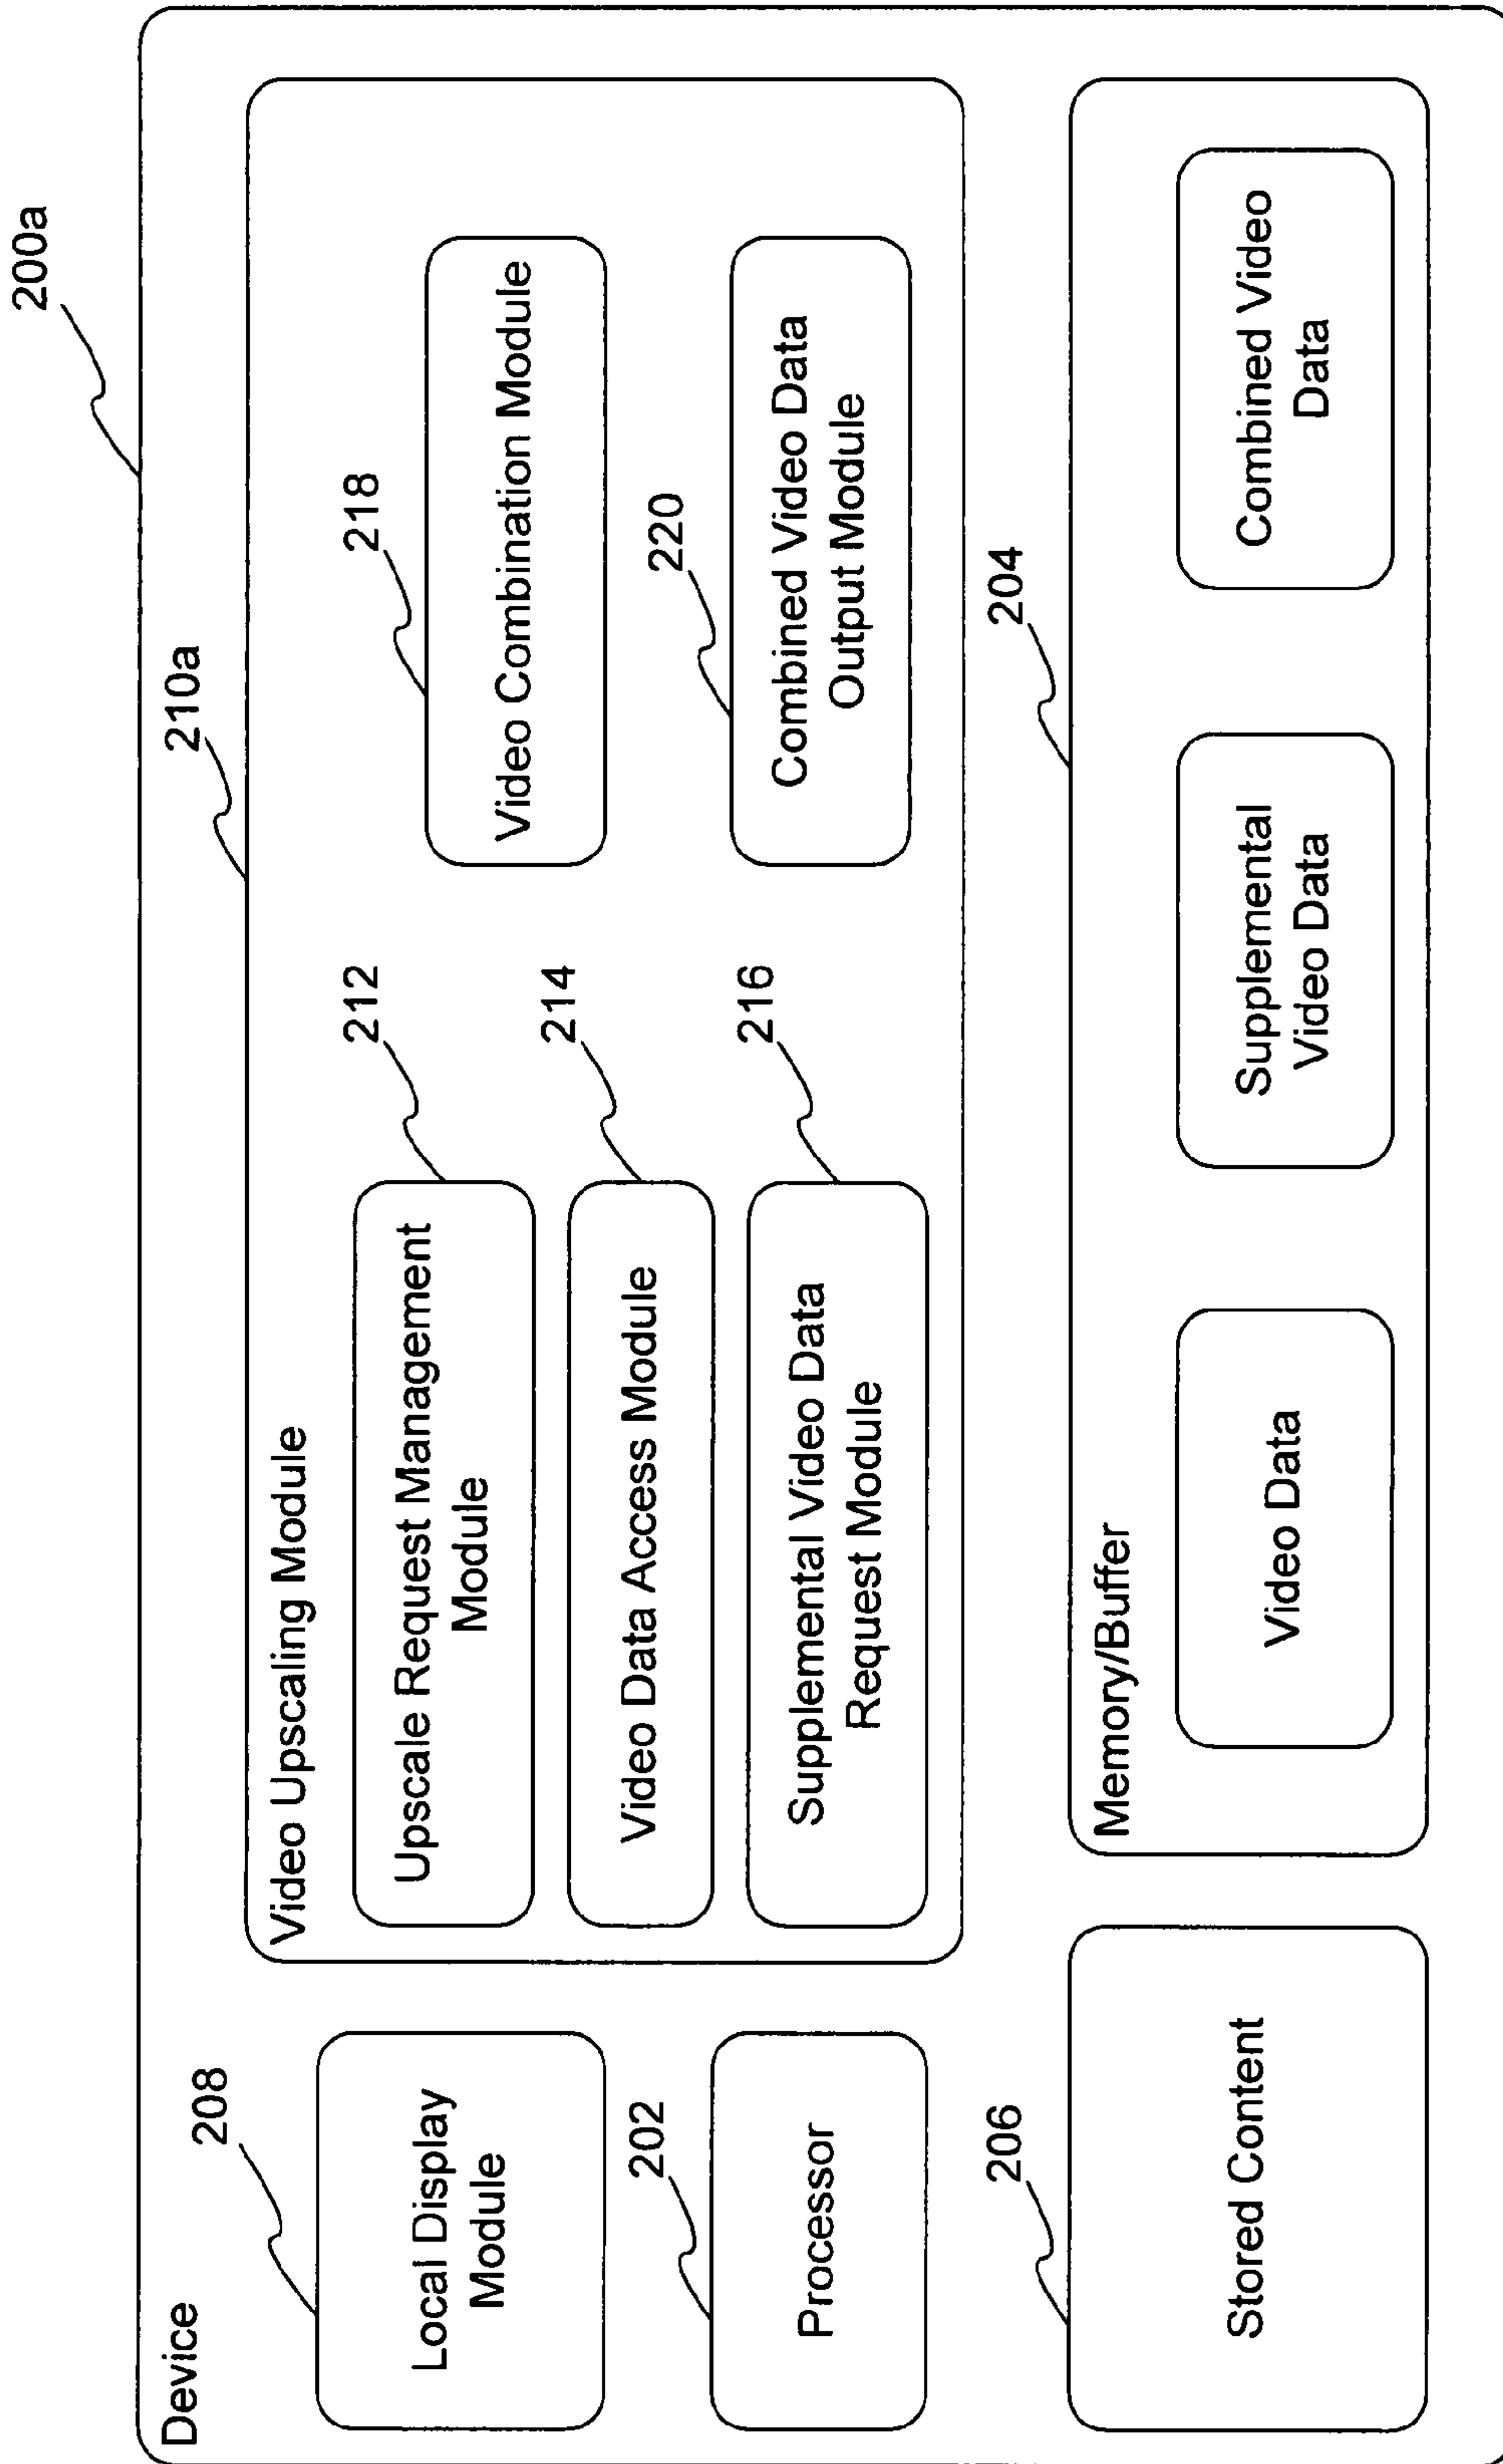 200a
Device
210a
Video Upscaling Module
208
Local Display
Module
202
Processor
206
Stored Content
212
Upscale Request Management
Module
214
Video Data Access Module
216
Supplemental Video Data
Request Module
218
Video Combination Module
220
Combined Video Data
Output Module
204
Memory/Buffer
Video Data
Supplemental
Video Data
Combined Video
Data